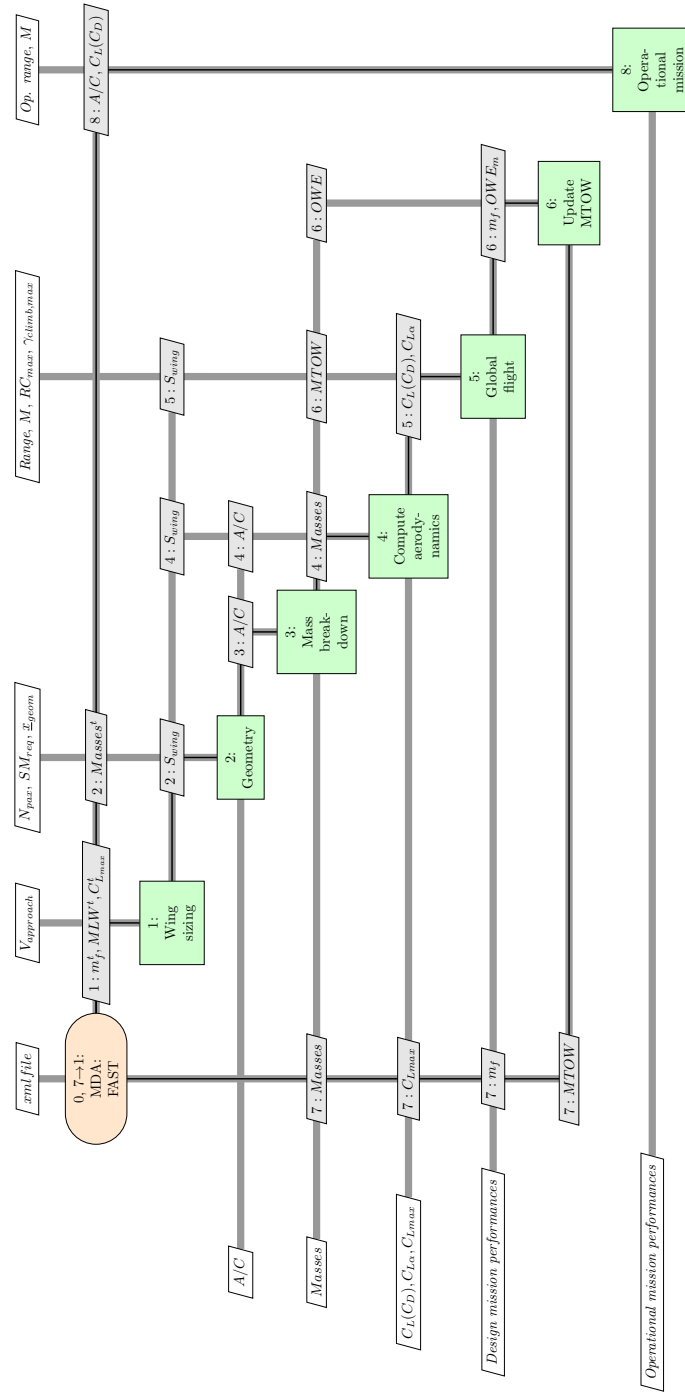 xmlfile
V_approach
N_pax, SM_req, x_geom
Range, M, RC_max, γ_climb,max
Op. range, M
0, 7→1:
MDA:
FAST
1 : m_f^t, MLW^t, C_Lmax^t
2 : Masses^t
8 : A/C, C_L(C_D)
1:
Wing
sizing
2 : S_wing
4 : S_wing
5 : S_wing
A/C
2:
Geometry
3 : A/C
4 : A/C
Masses
7 : Masses
3:
Mass
break-
down
4 : Masses
6 : MTOW
6 : OWE
C_L(C_D), C_Lα, C_Lmax
7 : C_Lmax
4:
Compute
aerody-
namics
5 : C_L(C_D), C_Lα
Design mission performances
7 : m_f
5:
Global
flight
6 : m_f, OWE_m
7 : MTOW
6:
Update
MTOW
Operational mission performances
8:
Opera-
tional
mission